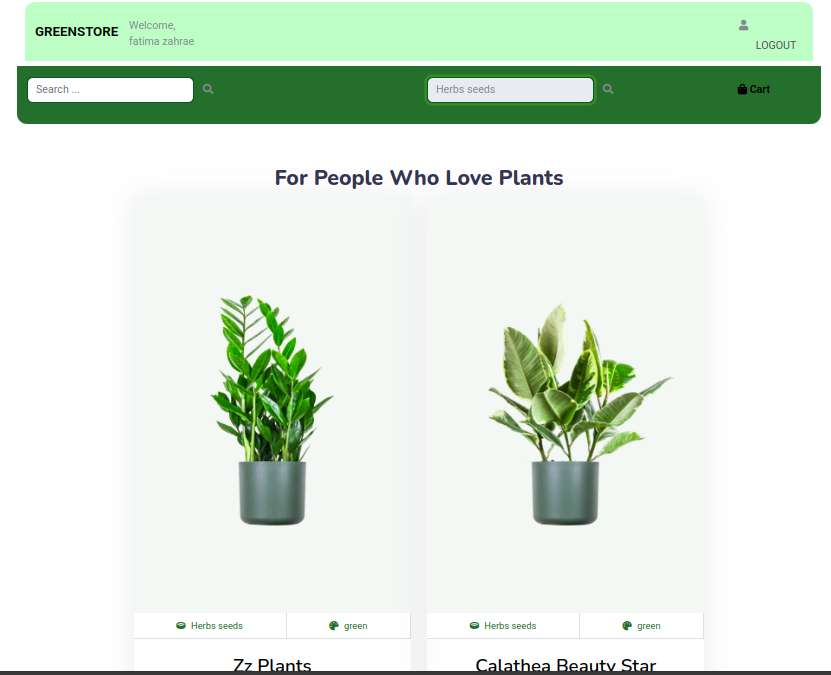 GREENSTORE
Welcome,
fatima zahrae
LOGOUT
Search ...
Herbs seeds
Cart
For People Who Love Plants
Herbs seeds
green
Herbs seeds
green
Zz Plants
Calathea Beauty Star